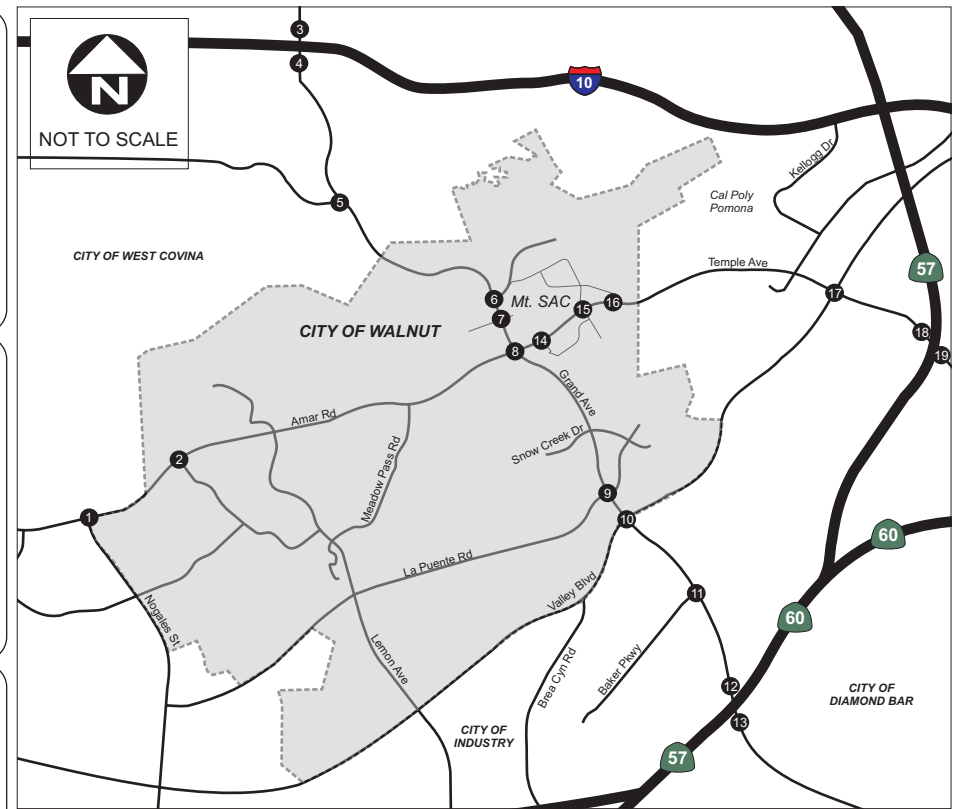 3
4
10
N
NOT TO SCALE
Kellogg Dr
Cal Poly
Pomona
5
CITY OF WEST COVINA
Temple Ave
57
6
Mt. SAC
15
16
17
7
CITY OF WALNUT
14
18
8
19
Grand Ave
Amar Rd
Snow Creek Dr
2
Meadow Pass Rd
9
1
10
60
La Puente Rd
Valley Blvd
11
Nogales St
60
Lemon Ave
Brea Cyn Rd
Baker Pkwy
12
CITY OF
DIAMOND BAR
13
CITY OF
INDUSTRY
57